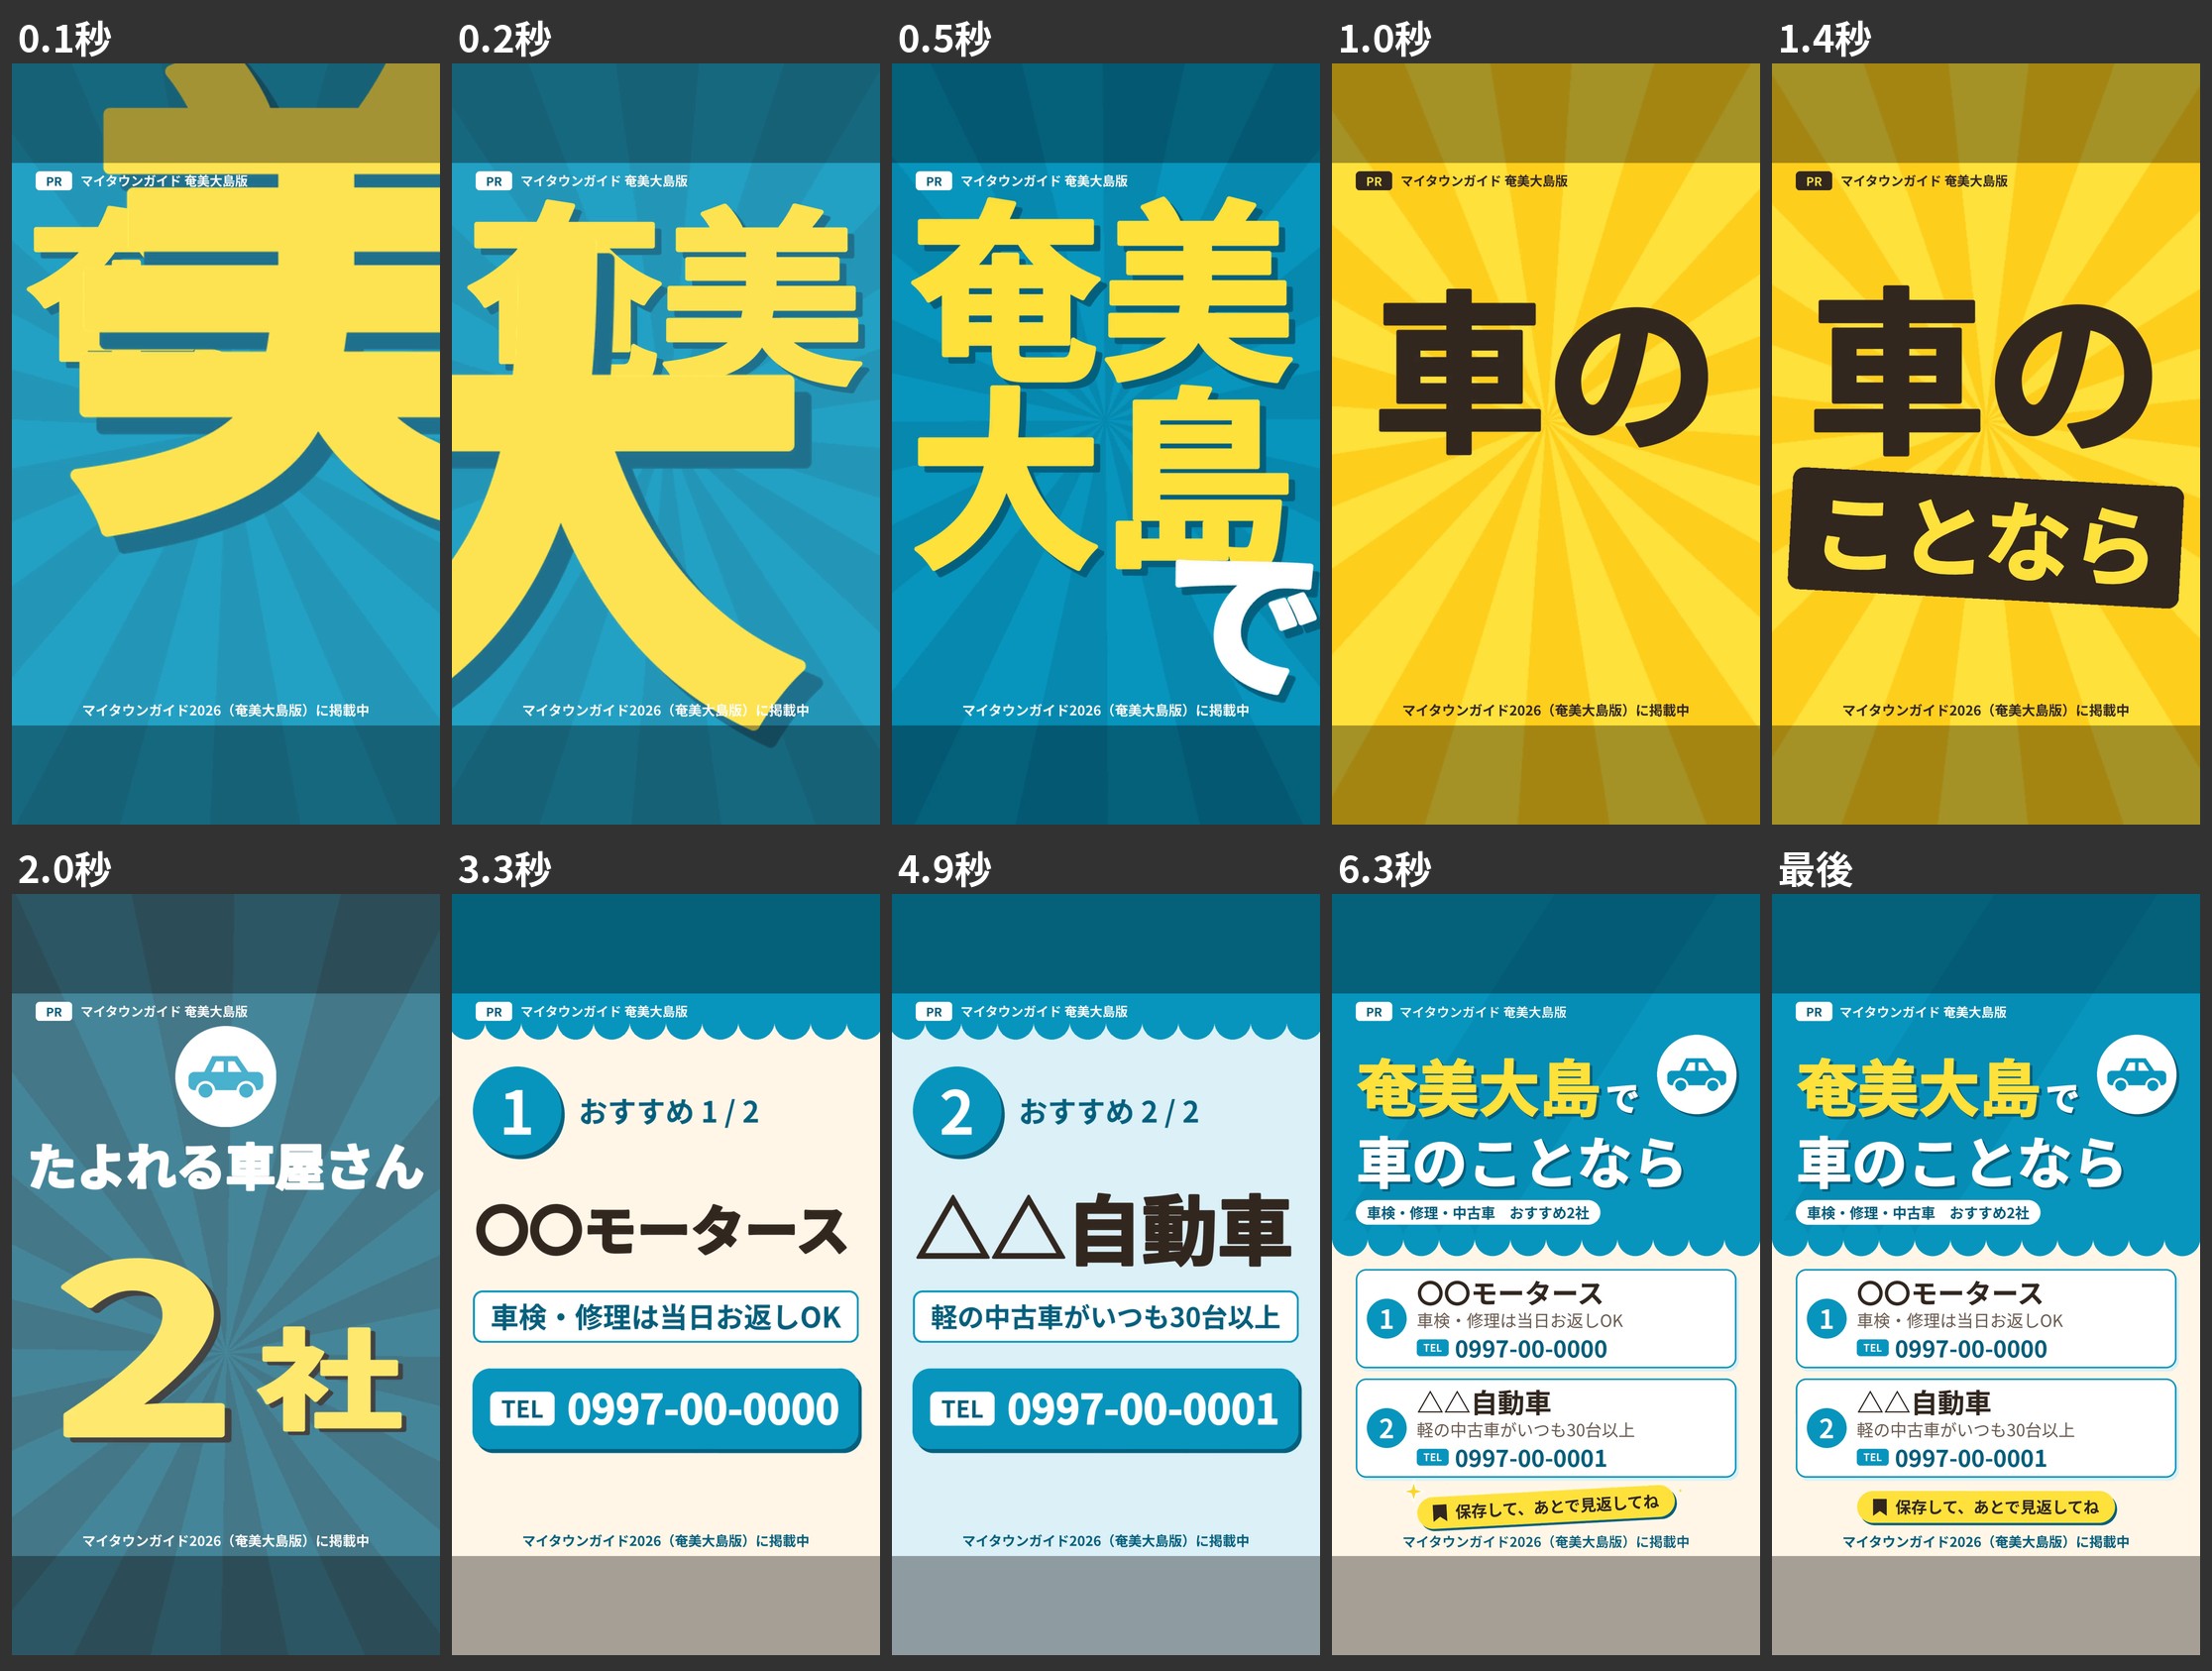 0.1秒
PR マイタウンガイド 奄美大島版
奄美
マイタウンガイド2026（奄美大島版）に掲載中
0.2秒
PR マイタウンガイド 奄美大島版
奄美
大
マイタウンガイド2026（奄美大島版）に掲載中
0.5秒
PR マイタウンガイド 奄美大島版
奄美
大島
で
マイタウンガイド2026（奄美大島版）に掲載中
1.0秒
PR マイタウンガイド 奄美大島版
車の
マイタウンガイド2026（奄美大島版）に掲載中
1.4秒
PR マイタウンガイド 奄美大島版
車の
ことなら
マイタウンガイド2026（奄美大島版）に掲載中
2.0秒
PR マイタウンガイド 奄美大島版
たよれる車屋さん
2社
マイタウンガイド2026（奄美大島版）に掲載中
3.3秒
PR マイタウンガイド 奄美大島版
1 おすすめ 1 / 2
〇〇モータース
車検・修理は当日お返しOK
TEL 0997-00-0000
マイタウンガイド2026（奄美大島版）に掲載中
4.9秒
PR マイタウンガイド 奄美大島版
2 おすすめ 2 / 2
△△自動車
軽の中古車がいつも30台以上
TEL 0997-00-0001
マイタウンガイド2026（奄美大島版）に掲載中
6.3秒
PR マイタウンガイド 奄美大島版
奄美大島で
車のことなら
車検・修理・中古車 おすすめ2社
1 〇〇モータース
車検・修理は当日お返しOK
TEL 0997-00-0000
2 △△自動車
軽の中古車がいつも30台以上
TEL 0997-00-0001
保存して、あとで見返してね
マイタウンガイド2026（奄美大島版）に掲載中
最後
PR マイタウンガイド 奄美大島版
奄美大島で
車のことなら
車検・修理・中古車 おすすめ2社
1 〇〇モータース
車検・修理は当日お返しOK
TEL 0997-00-0000
2 △△自動車
軽の中古車がいつも30台以上
TEL 0997-00-0001
保存して、あとで見返してね
マイタウンガイド2026（奄美大島版）に掲載中